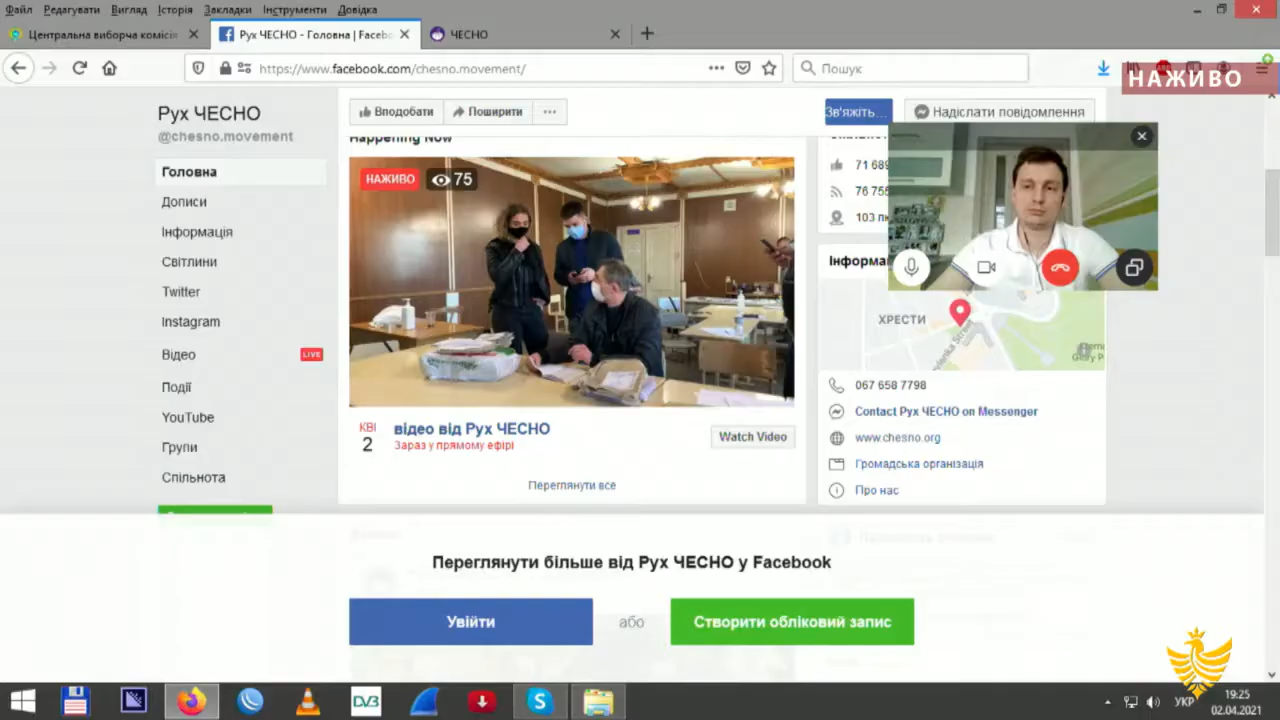 Файл Редагувати Вигляд Історія Закладки Інструменти Довідка
Центральна виборча комісія
Рух ЧЕСНО - Головна | Faceb
ЧЕСНО
https://www.facebook.com/chesno.movement/
Пошук
НАЖИВО
Рух ЧЕСНО
@chesno.movement
Головна
Дописи
Інформація
Світлини
Twitter
Instagram
Відео
LIVE
Події
YouTube
Групи
Спільнота
Вподобати
Поширити
Зв'яжіть...
Надіслати повідомлення
Happening Now
НАЖИВО
75
КВІ
2
відео від Рух ЧЕСНО
Зараз у прямому ефірі
Watch Video
Переглянути все
71 689
76 755
103
Інформа
ХРЕСТИ
067 658 7798
Contact Рух ЧЕСНО on Messenger
www.chesno.org
Громадська організація
Про нас
Переглянути більше від Рух ЧЕСНО у Facebook
Увійти
або
Створити обліковий запис
DV3
УКР
19:25
02.04.2021